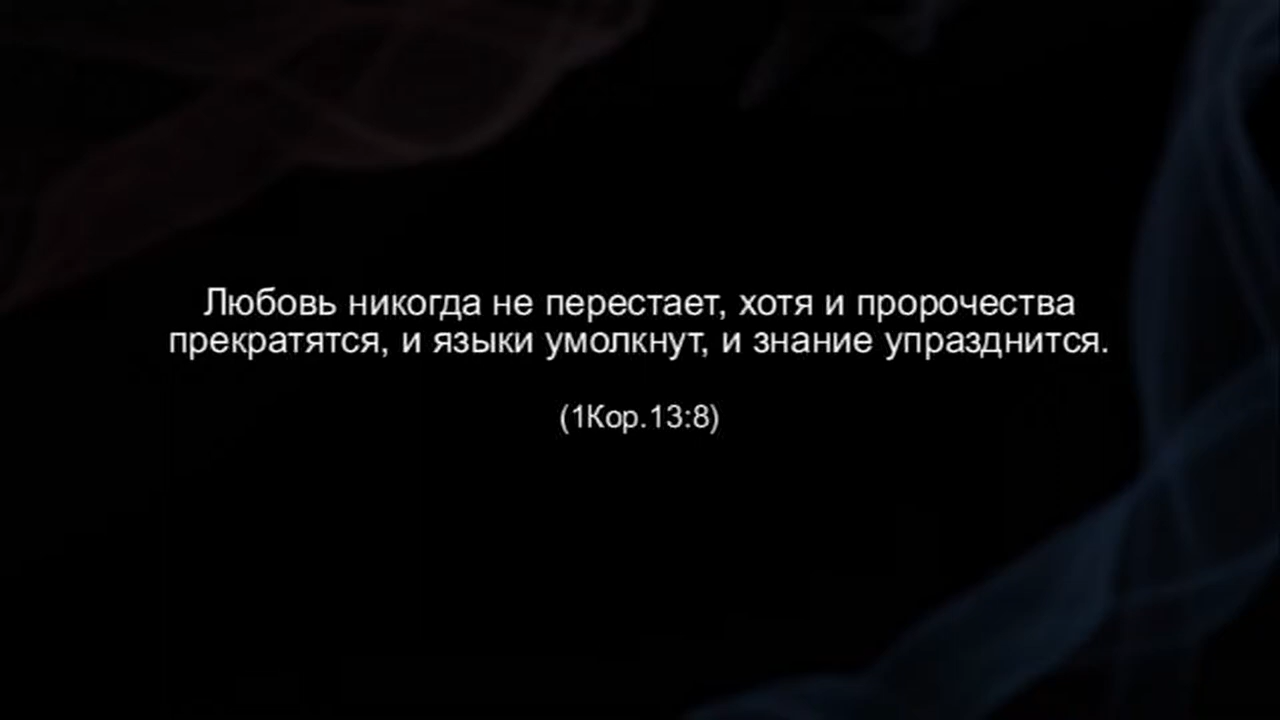 Любовь никогда не перестает, хотя и пророчества
прекратятся, и языки умолкнут, и знание упразднится.
(1Кор.13:8)